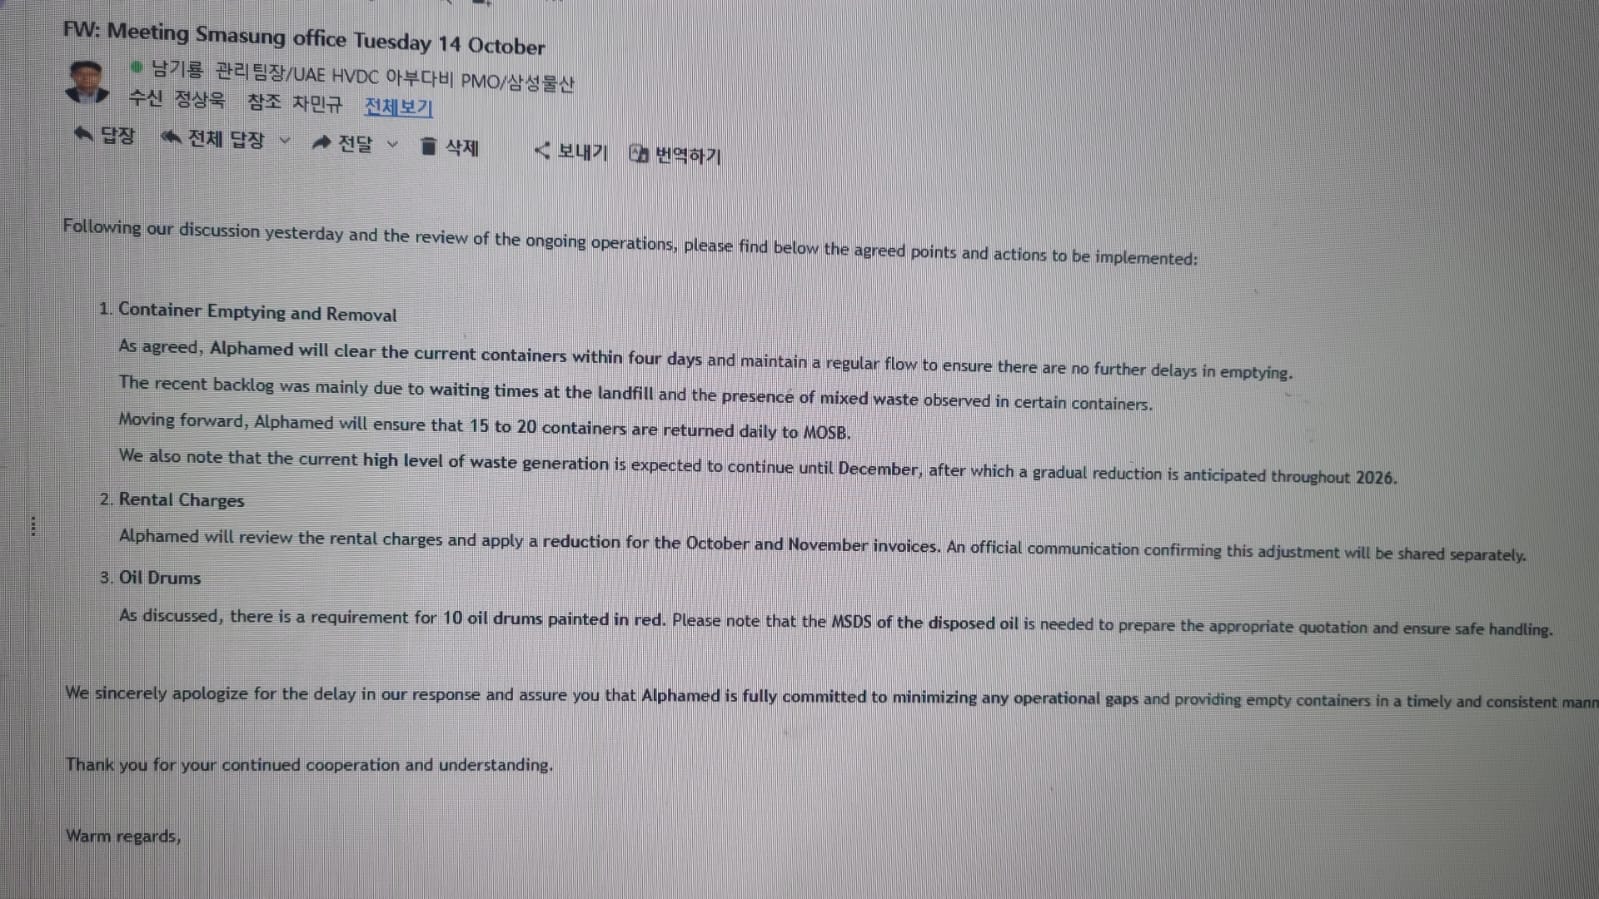 FW: Meeting Smasung office Tuesday 14 October
남기룡 관리팀장/UAE HVDC 아부다비 PMO/삼성물산
수신 정상욱 참조 차민규 전체보기
답장 전체 답장 전달 삭제 보내기 번역하기
Following our discussion yesterday and the review of the ongoing operations, please find below the agreed points and actions to be implemented:
1. Container Emptying and Removal
As agreed, Alphamed will clear the current containers within four days and maintain a regular flow to ensure there are no further delays in emptying.
The recent backlog was mainly due to waiting times at the landfill and the presence of mixed waste observed in certain containers.
Moving forward, Alphamed will ensure that 15 to 20 containers are returned daily to MOSB.
We also note that the current high level of waste generation is expected to continue until December, after which a gradual reduction is anticipated throughout 2026.
2. Rental Charges
Alphamed will review the rental charges and apply a reduction for the October and November invoices. An official communication confirming this adjustment will be shared separately.
3. Oil Drums
As discussed, there is a requirement for 10 oil drums painted in red. Please note that the MSDS of the disposed oil is needed to prepare the appropriate quotation and ensure safe handling.
We sincerely apologize for the delay in our response and assure you that Alphamed is fully committed to minimizing any operational gaps and providing empty containers in a timely and consistent mann
Thank you for your continued cooperation and understanding.
Warm regards,